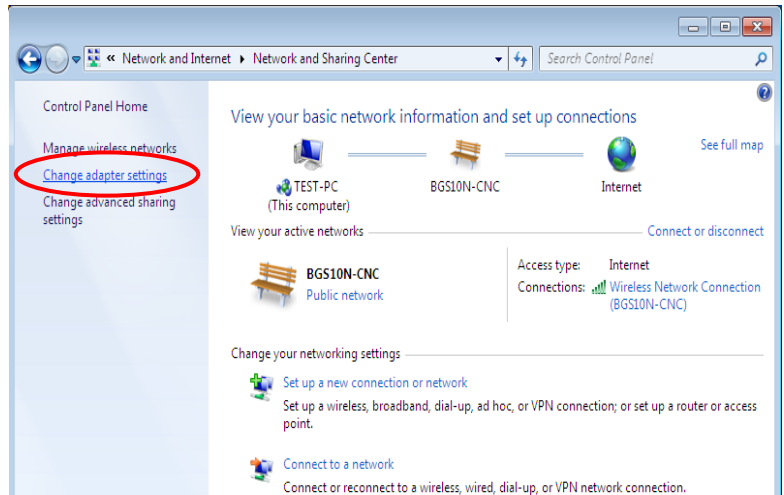 « Network and Internet ▸ Network and Sharing Center
Search Control Panel
Control Panel Home
Manage wireless networks
Change adapter settings
Change advanced sharing
settings
View your basic network information and set up connections
See full map
TEST-PC
(This computer)
BGS10N-CNC
Internet
View your active networks
Connect or disconnect
BGS10N-CNC
Public network
Access type: Internet
Connections: Wireless Network Connection
(BGS10N-CNC)
Change your networking settings
Set up a new connection or network
Set up a wireless, broadband, dial-up, ad hoc, or VPN connection; or set up a router or access
point.
Connect to a network
Connect or reconnect to a wireless, wired, dial-up, or VPN network connection.